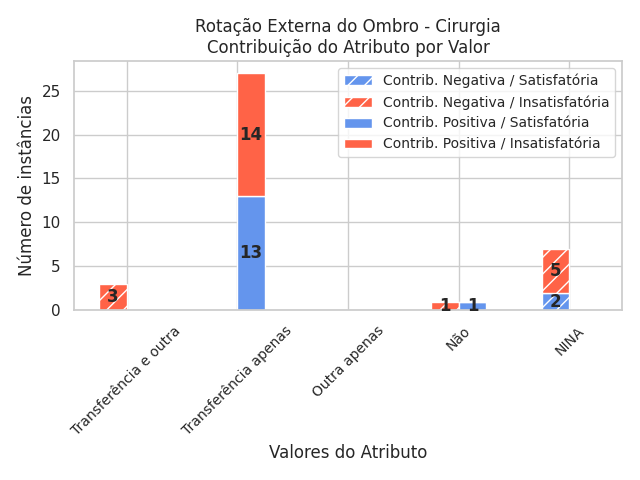 Rotação Externa do Ombro - Cirurgia
Contribuição do Atributo por Valor
Contrib. Negativa / Satisfatória
Contrib. Negativa / Insatisfatória
Contrib. Positiva / Satisfatória
Contrib. Positiva / Insatisfatória
Número de instâncias
25
20
15
10
5
0
3
14
13
1
1
5
2
Transferência e outra
Transferência apenas
Outra apenas
Não
NINA
Valores do Atributo